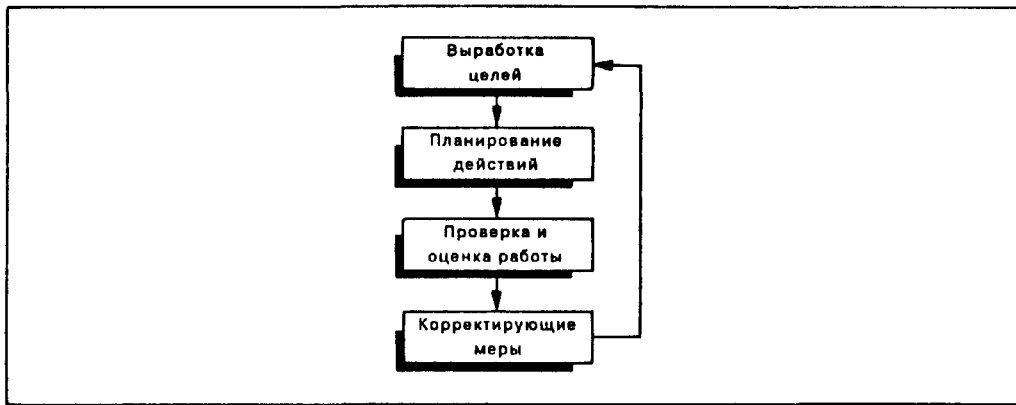 Выработка
целей
Планирование
действий
Проверка и
оценка работы
Корректирующие
меры